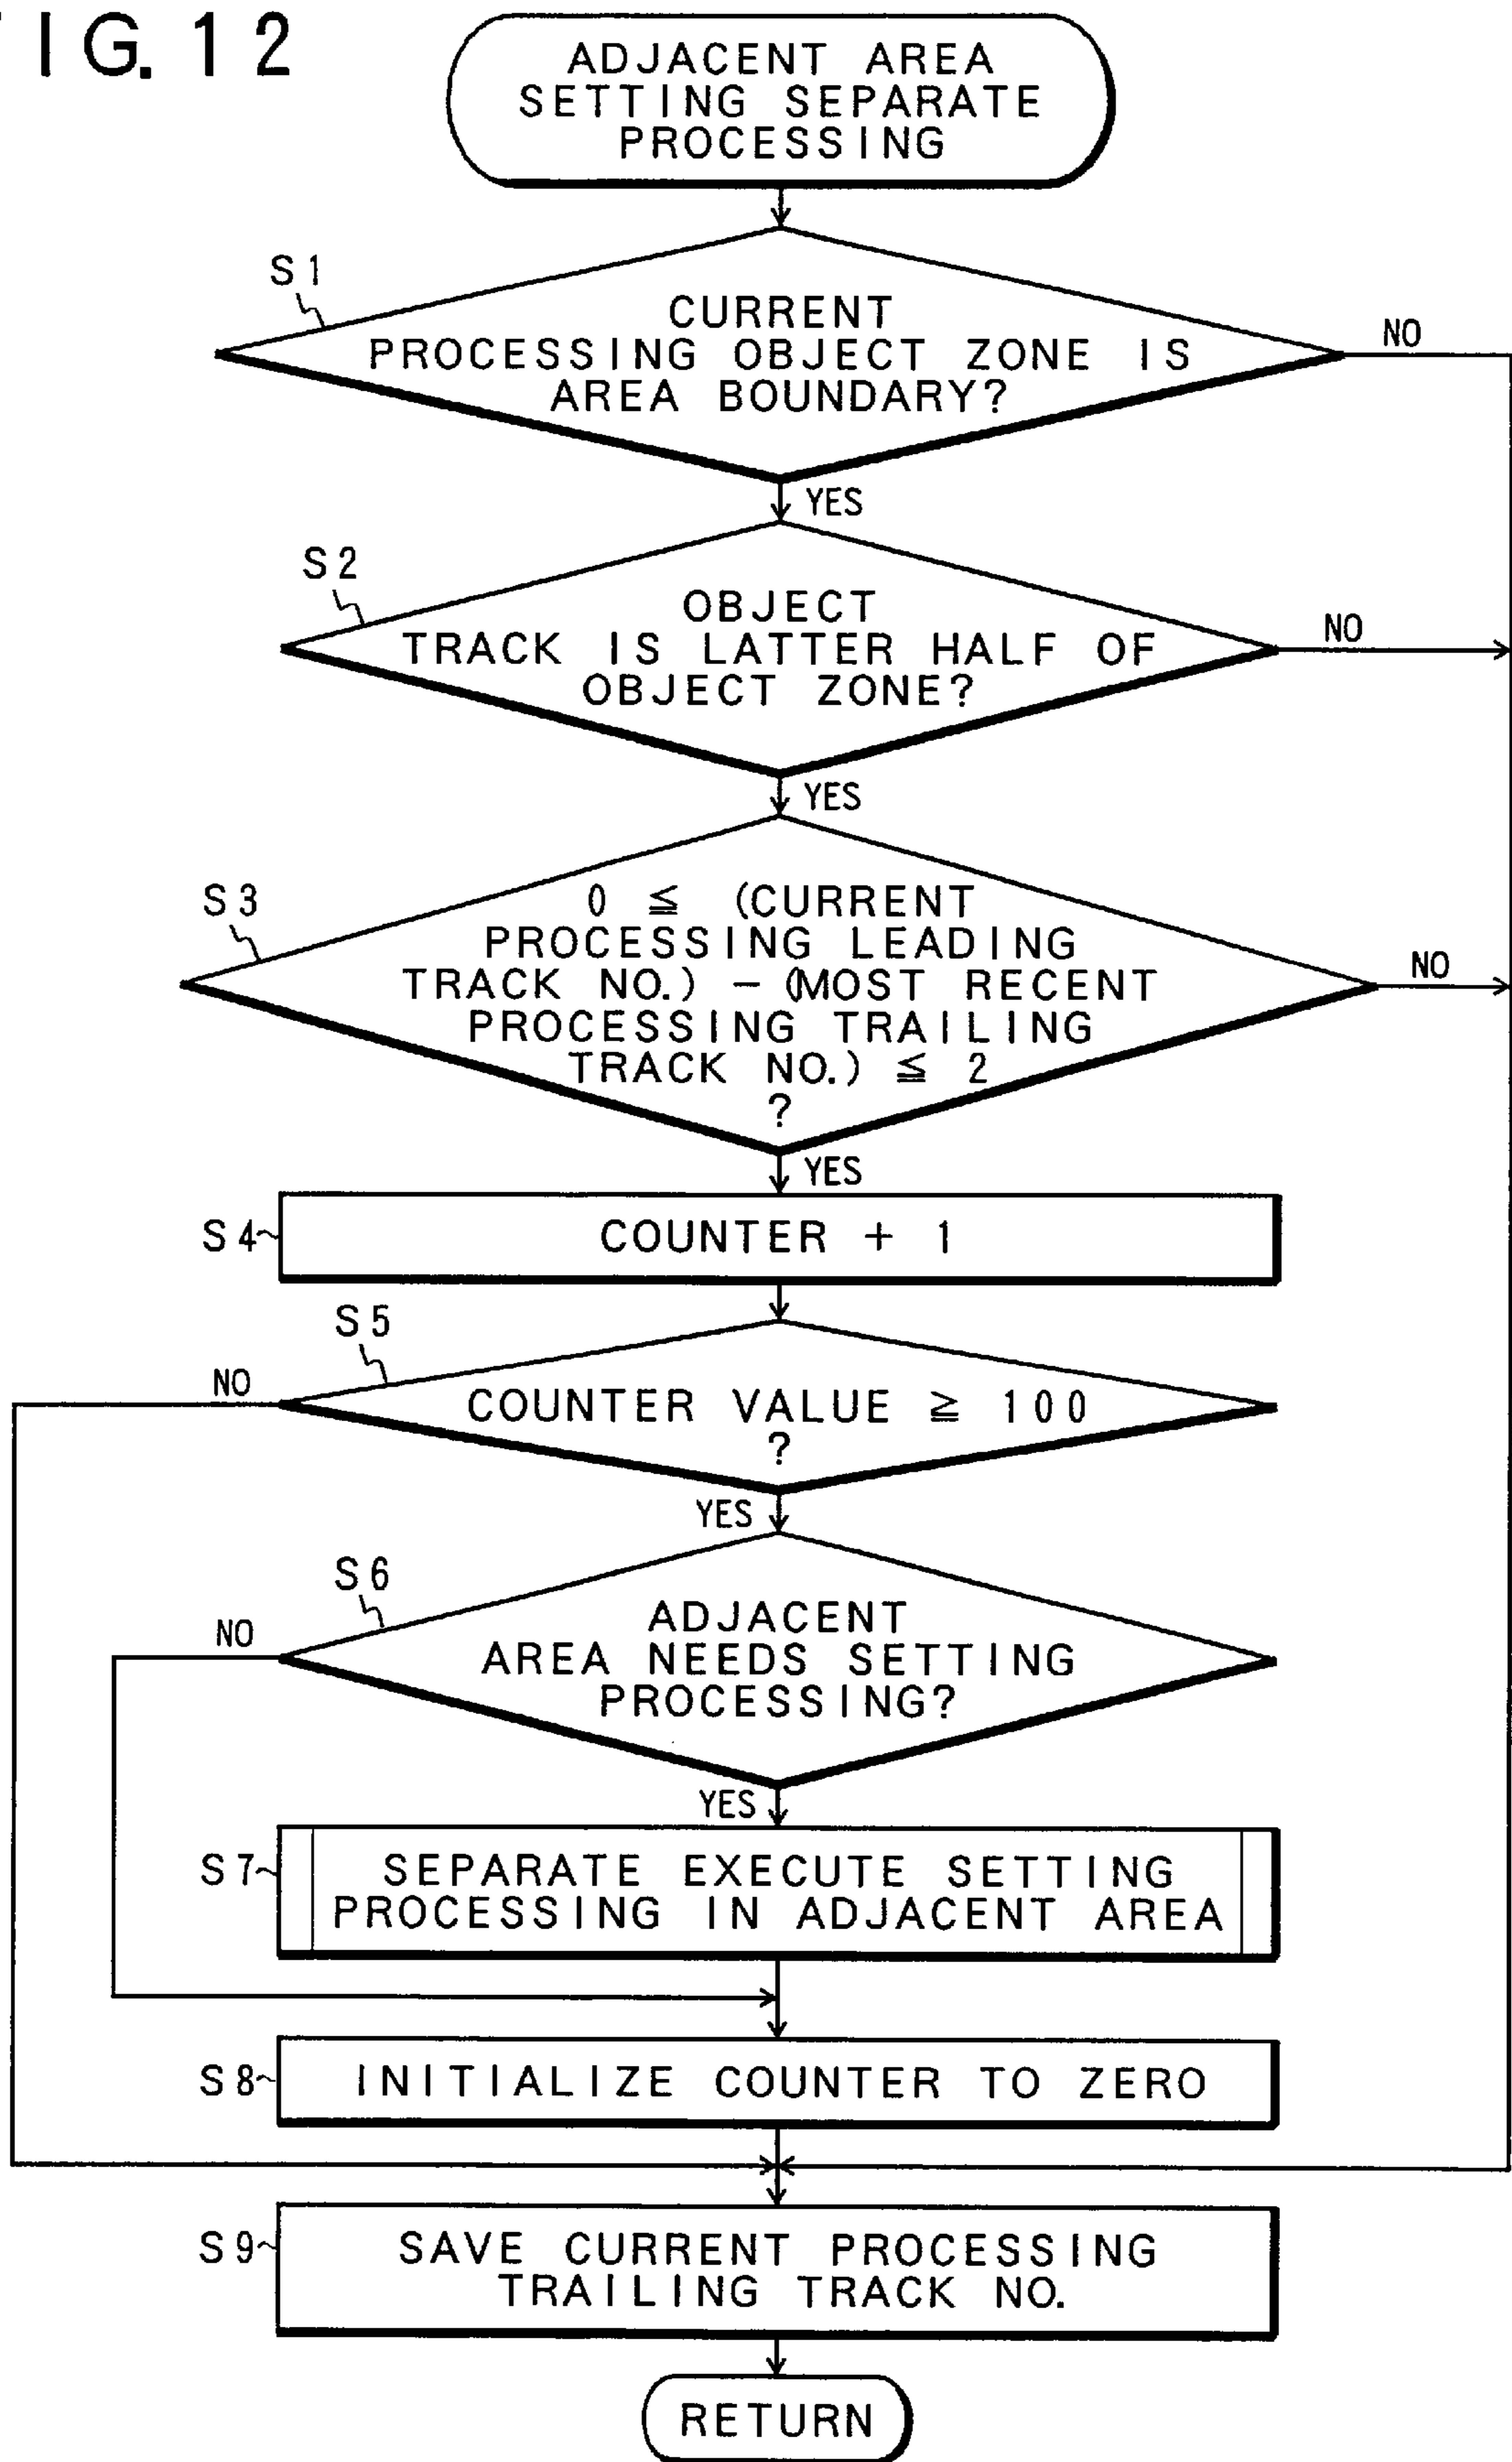 FIG. 12
ADJACENT AREA
SETTING SEPARATE
PROCESSING
S1
CURRENT
PROCESSING OBJECT ZONE IS
AREA BOUNDARY?
NO
YES
S2
OBJECT
TRACK IS LATTER HALF OF
OBJECT ZONE?
NO
YES
S3
0 ≦ (CURRENT
PROCESSING LEADING
TRACK NO.) - (MOST RECENT
PROCESSING TRAILING
TRACK NO.) ≦ 2
?
NO
YES
S4
COUNTER + 1
S5
NO
COUNTER VALUE ≧ 100
?
YES
S6
NO
ADJACENT
AREA NEEDS SETTING
PROCESSING?
YES
S7
SEPARATE EXECUTE SETTING
PROCESSING IN ADJACENT AREA
S8
INITIALIZE COUNTER TO ZERO
S9
SAVE CURRENT PROCESSING
TRAILING TRACK NO.
RETURN